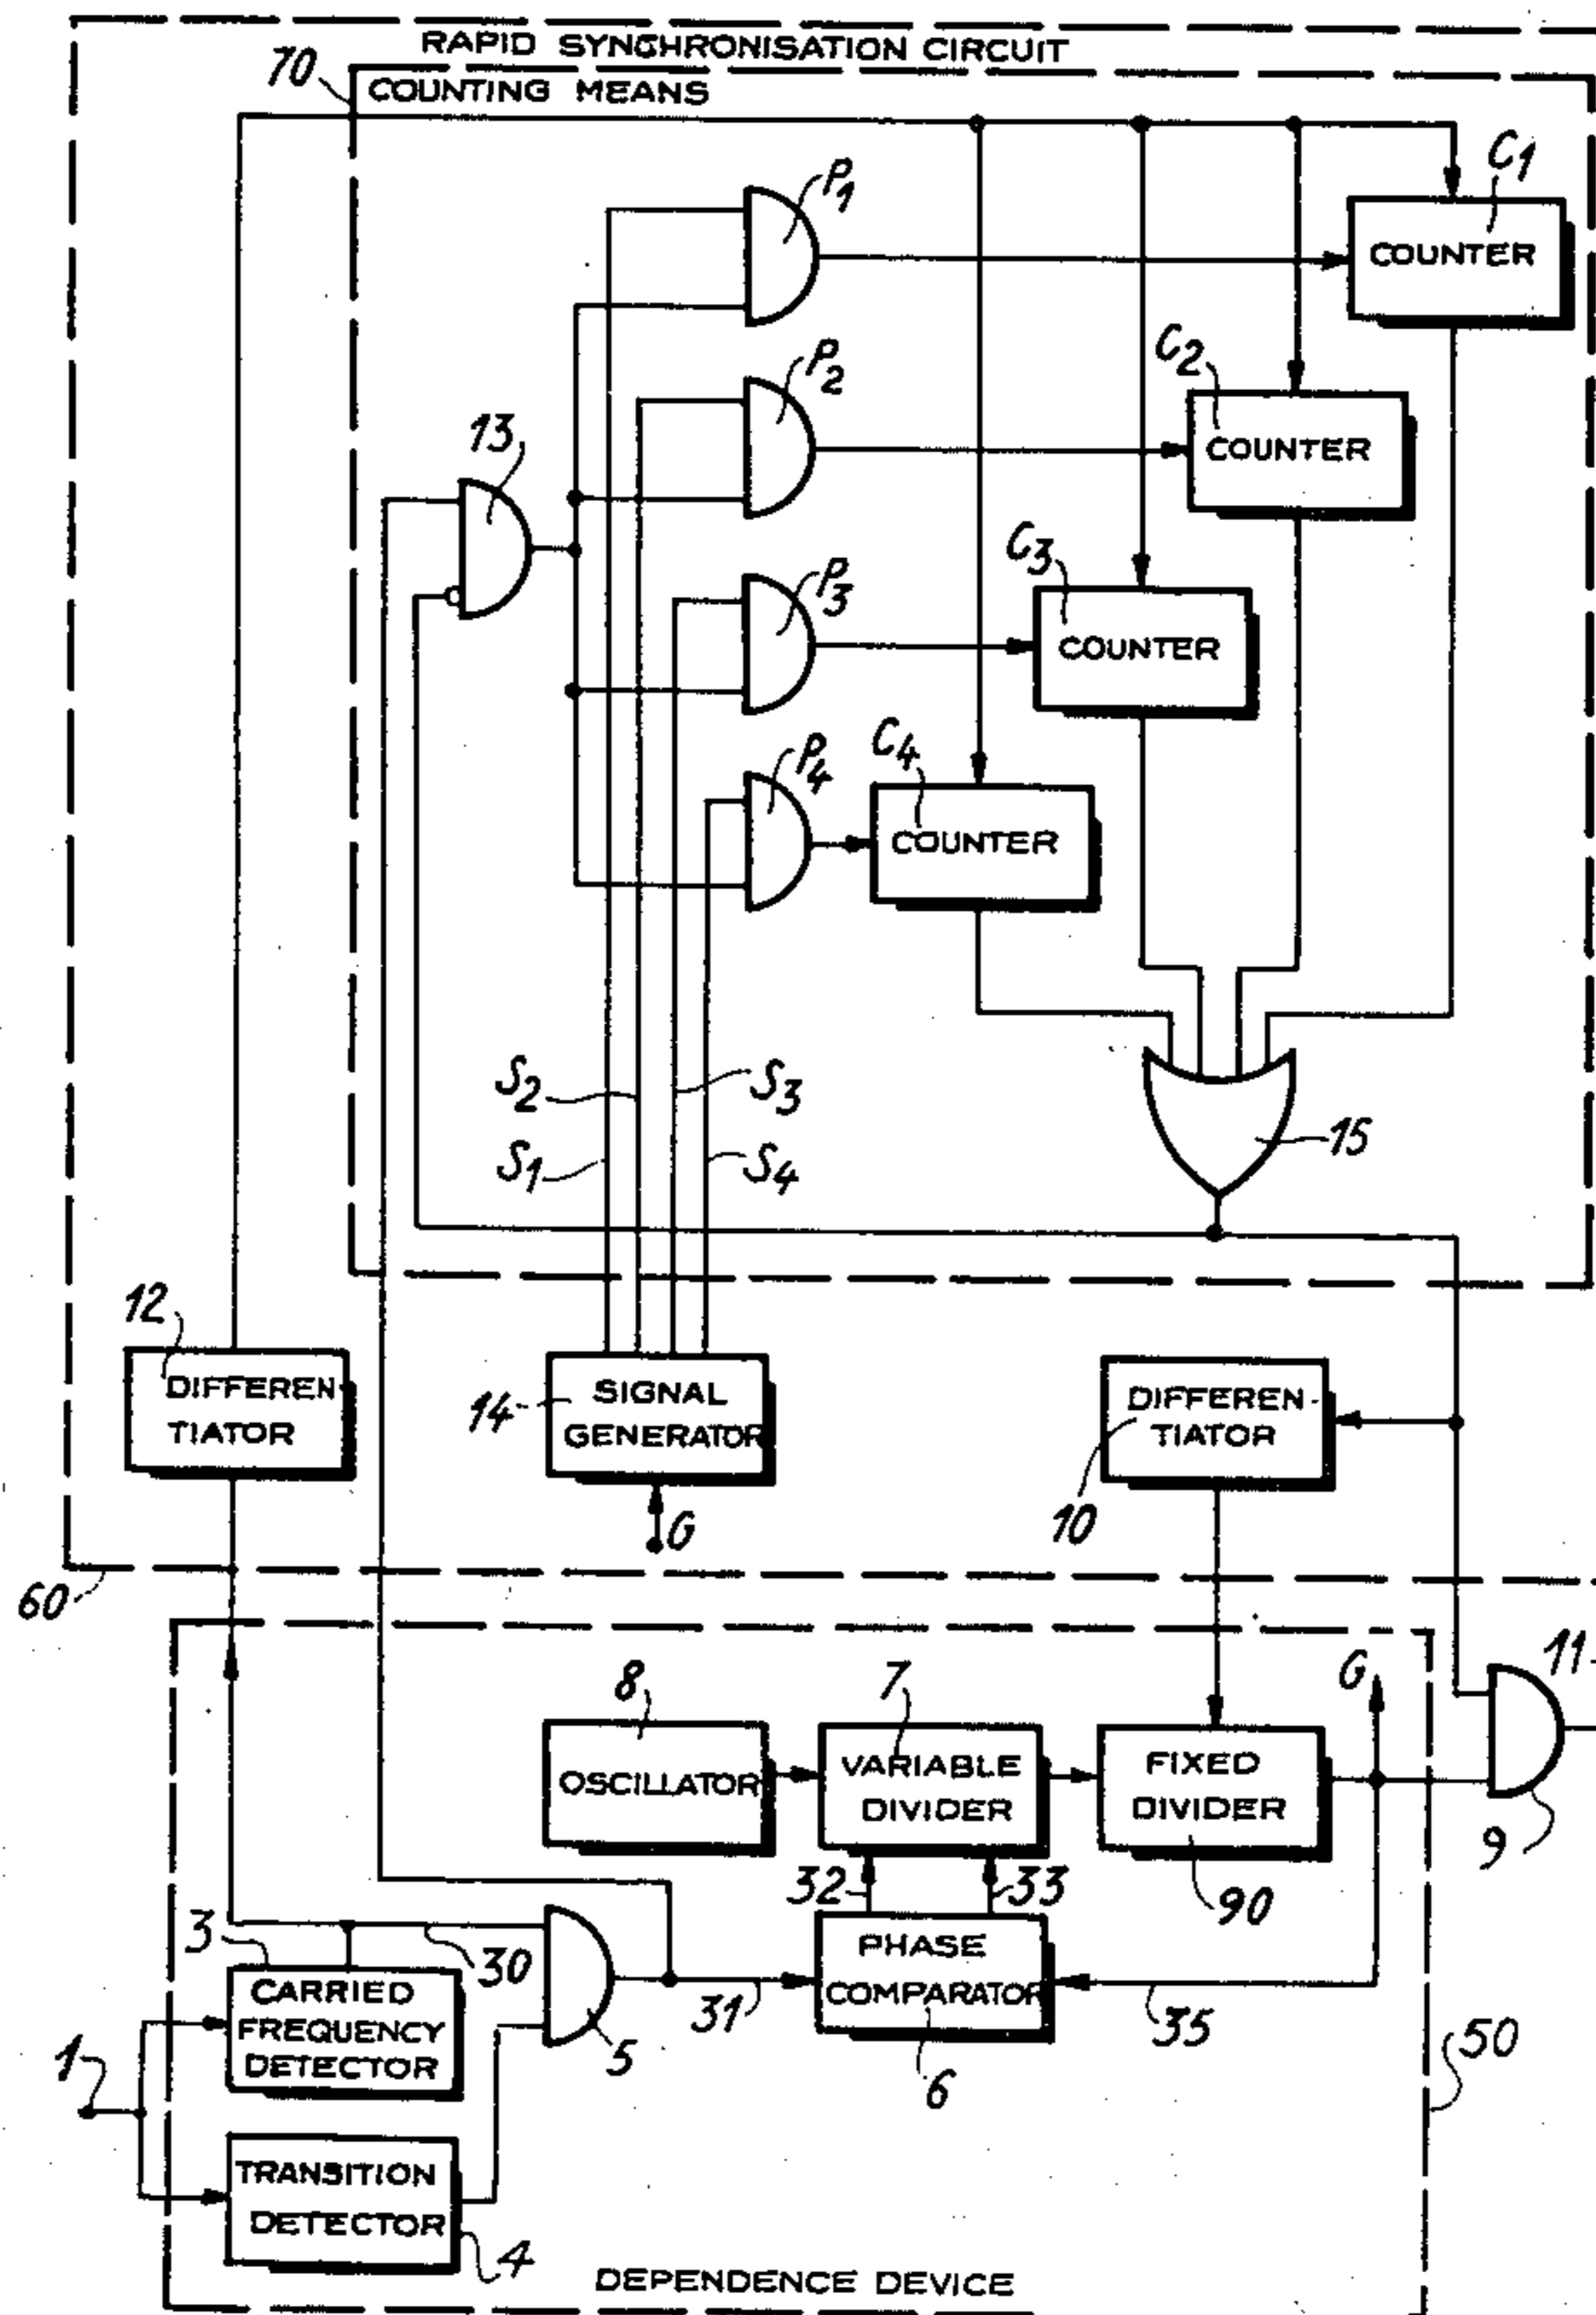 RAPID SYNCHRONISATION CIRCUIT
70
COUNTING MEANS
P1
C1
COUNTER
P2
C2
COUNTER
13
P3
C3
COUNTER
P4
C4
COUNTER
S2
S3
S1
S4
15
12
DIFFEREN
TIATOR
14
SIGNAL
GENERATOR
DIFFEREN-
TIATOR
10
G
60
11
8
OSCILLATOR
7
VARIABLE
DIVIDER
FIXED
DIVIDER
G
9
32
33
90
3
30
CARRIED
FREQUENCY
DETECTOR
5
31
PHASE
COMPARATOR
6
35
50
1
TRANSITION
DETECTOR
4
DEPENDENCE DEVICE